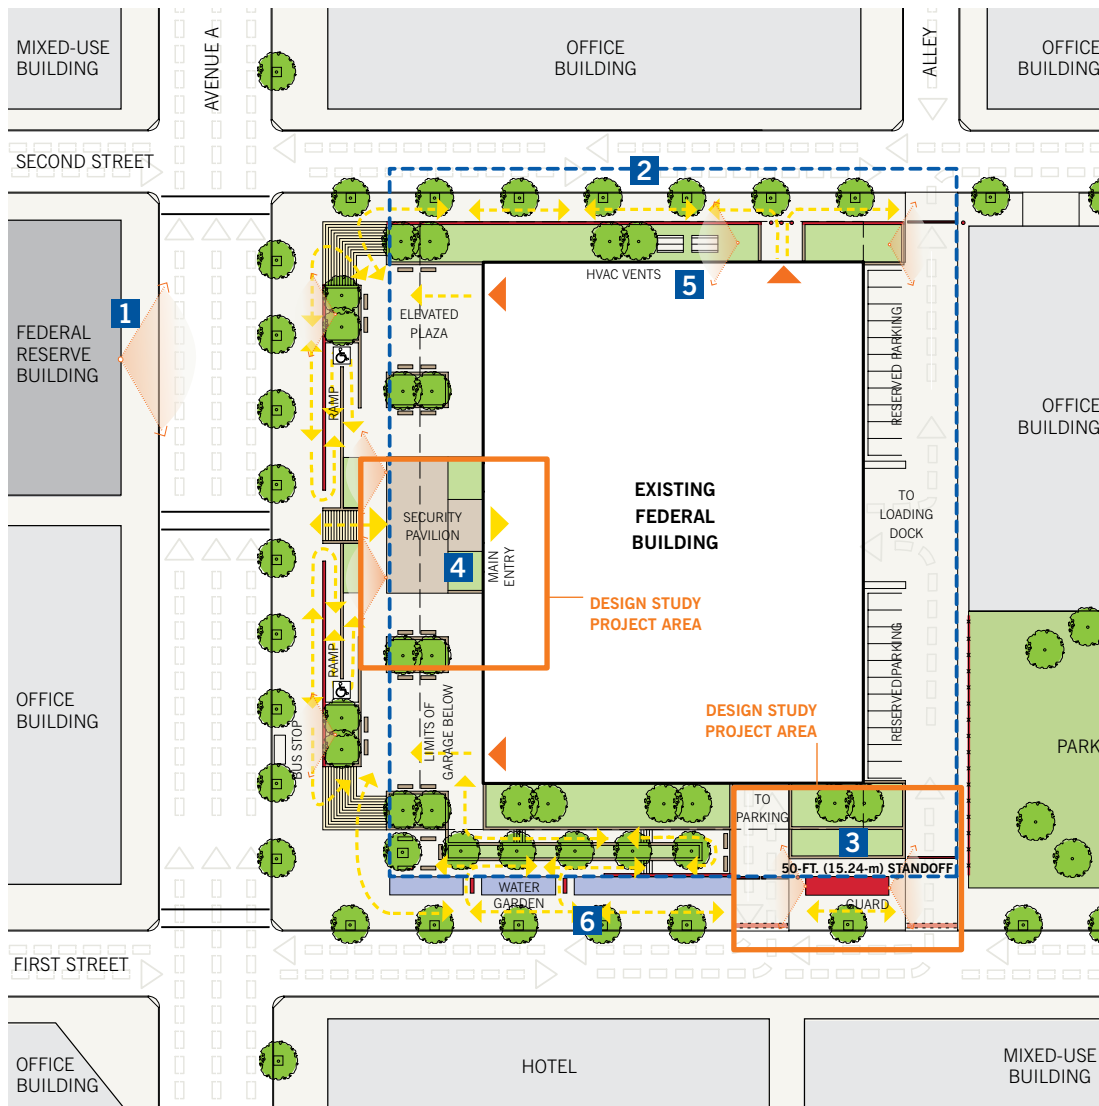 MIXED-USE
BUILDING
AVENUE A
OFFICE
BUILDING
ALLEY
OFFICE
BUILDING
SECOND STREET
2
1
FEDERAL
RESERVE
BUILDING
HVAC VENTS
5
ELEVATED
PLAZA
RAMP
RESERVED PARKING
OFFICE
BUILDING
EXISTING
FEDERAL
BUILDING
SECURITY
PAVILION
4
MAIN
ENTRY
TO
LOADING
DOCK
DESIGN STUDY
PROJECT AREA
RAMP
OFFICE
BUILDING
BUS STOP
LIMITS OF
GARAGE BELOW
RESERVED PARKING
DESIGN STUDY
PROJECT AREA
PARK
TO
PARKING
3
50-FT. (15.24-m) STANDOFF
WATER
GARDEN
GUARD
6
FIRST STREET
OFFICE
BUILDING
HOTEL
MIXED-USE
BUILDING